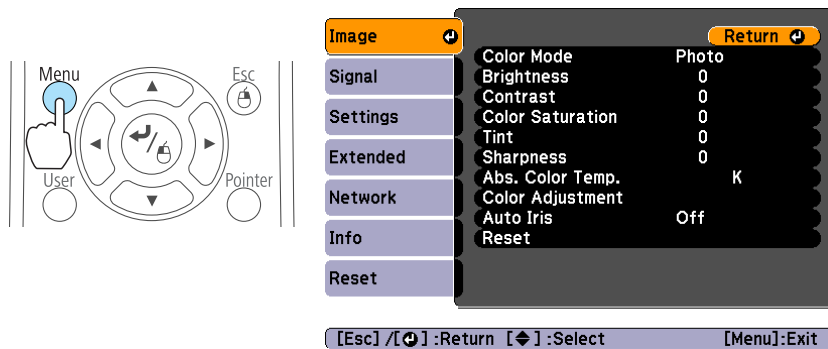 Menu
Esc
User
Pointer
Image
Signal
Settings
Extended
Network
Info
Reset
Return
Color Mode Photo
Brightness 0
Contrast 0
Color Saturation 0
Tint 0
Sharpness 0
Abs. Color Temp. K
Color Adjustment
Auto Iris Off
Reset
[Esc] /[ ] :Return [ ] :Select [Menu]:Exit